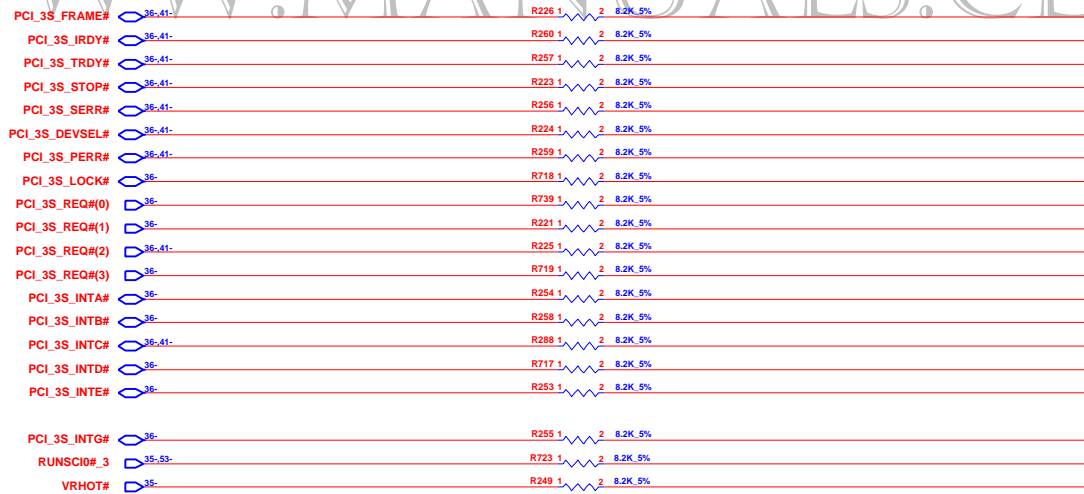 WWW.MANUALS.CL
PCI_3S_FRAME# 36-,41- R226 1 2 8.2K_5%
PCI_3S_IRDY# 36-,41- R260 1 2 8.2K_5%
PCI_3S_TRDY# 36-,41- R257 1 2 8.2K_5%
PCI_3S_STOP# 36-,41- R223 1 2 8.2K_5%
PCI_3S_SERR# 36-,41- R256 1 2 8.2K_5%
PCI_3S_DEVSEL# 36-,41- R224 1 2 8.2K_5%
PCI_3S_PERR# 36-,41- R259 1 2 8.2K_5%
PCI_3S_LOCK# 36- R718 1 2 8.2K_5%
PCI_3S_REQ#(0) 36- R739 1 2 8.2K_5%
PCI_3S_REQ#(1) 36- R221 1 2 8.2K_5%
PCI_3S_REQ#(2) 36-,41- R225 1 2 8.2K_5%
PCI_3S_REQ#(3) 36- R719 1 2 8.2K_5%
PCI_3S_INTA# 36- R254 1 2 8.2K_5%
PCI_3S_INTB# 36- R258 1 2 8.2K_5%
PCI_3S_INTC# 36-,41- R288 1 2 8.2K_5%
PCI_3S_INTD# 36- R717 1 2 8.2K_5%
PCI_3S_INTE# 36- R253 1 2 8.2K_5%
PCI_3S_INTG# 36- R255 1 2 8.2K_5%
RUNSCI0#_3 35-,53- R723 1 2 8.2K_5%
VRHOT# 35- R249 1 2 8.2K_5%